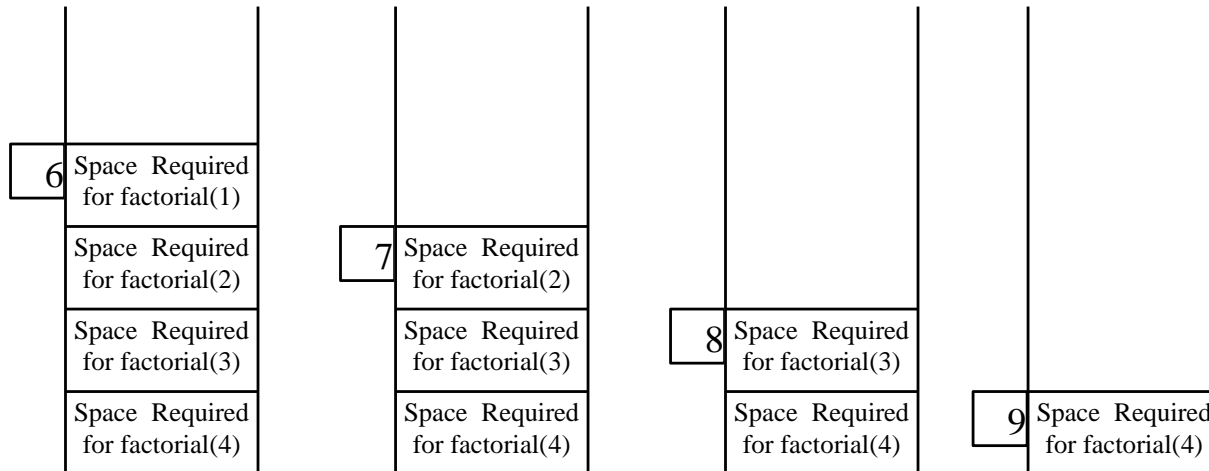 6
Space Required
for factorial(1)
Space Required
for factorial(2)
Space Required
for factorial(3)
Space Required
for factorial(4)
7
Space Required
for factorial(2)
Space Required
for factorial(3)
Space Required
for factorial(4)
8
Space Required
for factorial(3)
Space Required
for factorial(4)
9
Space Required
for factorial(4)